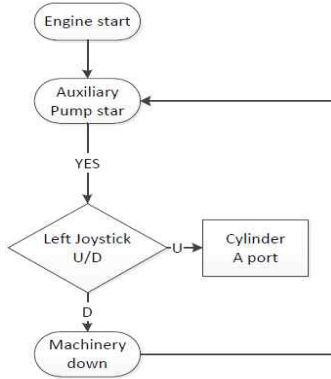 Engine start
Auxiliary
Pump star
YES
Left Joystick
U/D
U
Cylinder
A port
D
Machinery
down